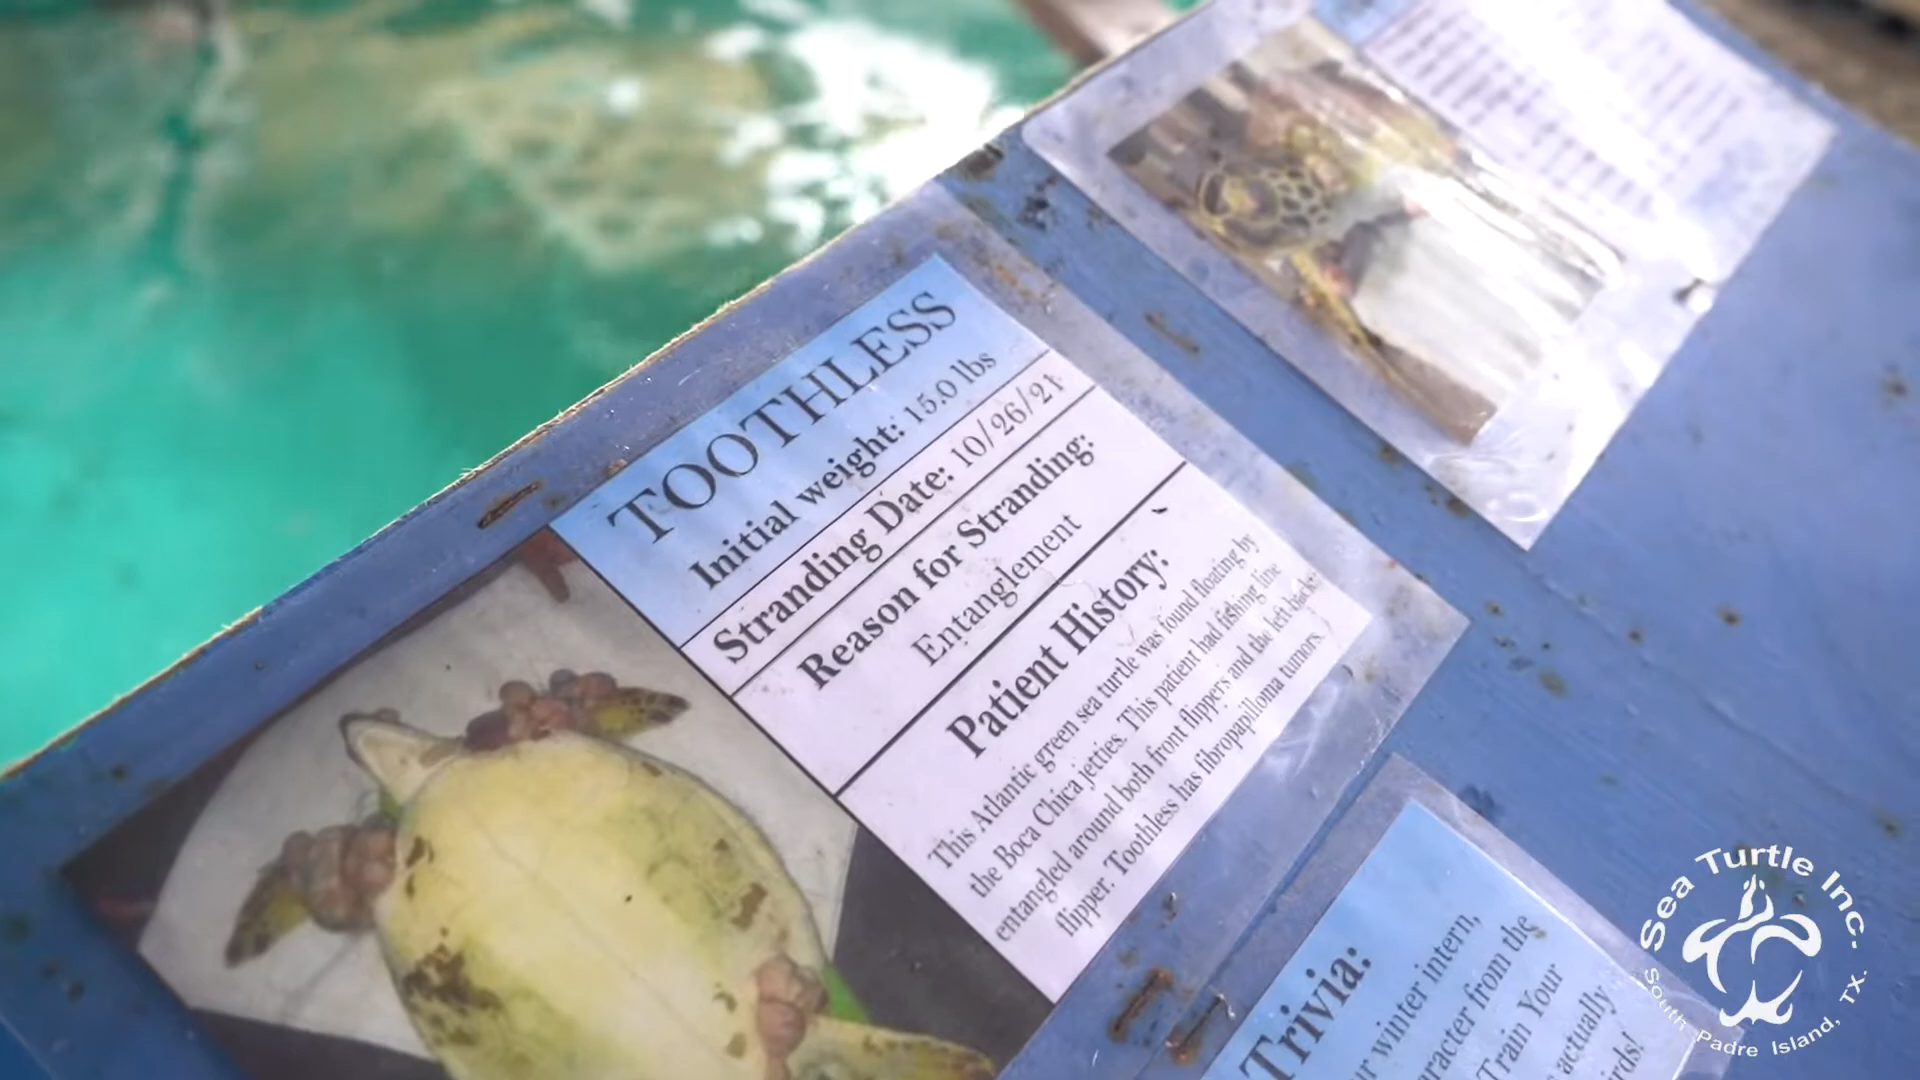 TOOTHLESS
Initial weight: 15.0 lbs
Stranding Date: 10/26/21
Reason for Stranding:
Entanglement
Patient History:
This Atlantic green sea turtle was found floating by
the Boca Chica jetties. This patient had fishing line
entangled around both front flippers and the left back
flipper. Toothless has fibropapilloma tumors.
Trivia:
winter intern,
from the
Train Your
actually
Sea Turtle Inc.
South Padre Island, TX.